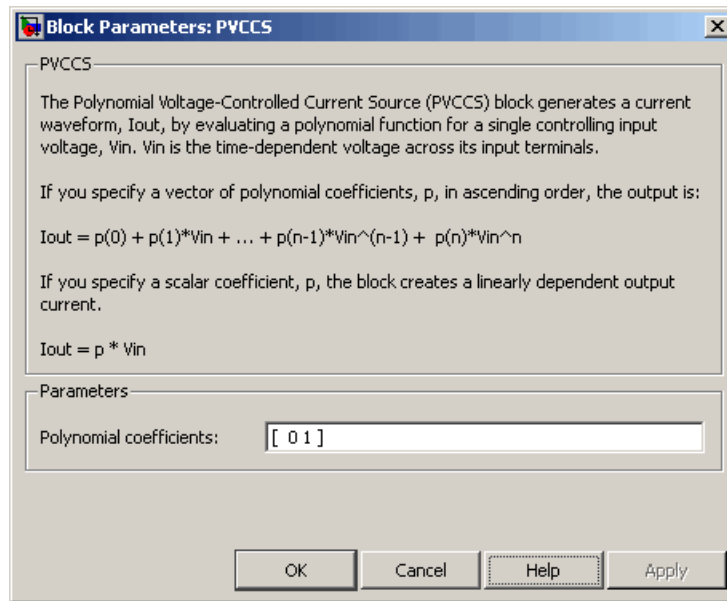 Block Parameters: PVCCS
PVCCS
The Polynomial Voltage-Controlled Current Source (PVCCS) block generates a current
waveform, Iout, by evaluating a polynomial function for a single controlling input
voltage, Vin. Vin is the time-dependent voltage across its input terminals.
If you specify a vector of polynomial coefficients, p, in ascending order, the output is:
Iout = p(0) + p(1)*Vin + ... + p(n-1)*Vin^(n-1) + p(n)*Vin^n
If you specify a scalar coefficient, p, the block creates a linearly dependent output
current.
Iout = p * Vin
Parameters
Polynomial coefficients: [ 0 1 ]
OK Cancel Help Apply